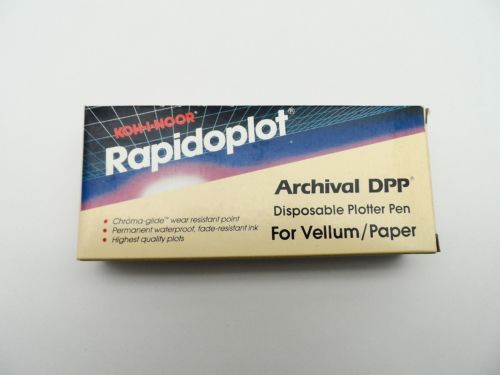 KOH-I-NOOR®
Rapidoplot®
Archival DPP®
Disposable Plotter Pen
For Vellum/Paper
• Chroma-glide™ wear resistant point
• Permanent waterproof, fade-resistant ink
• Highest quality plots